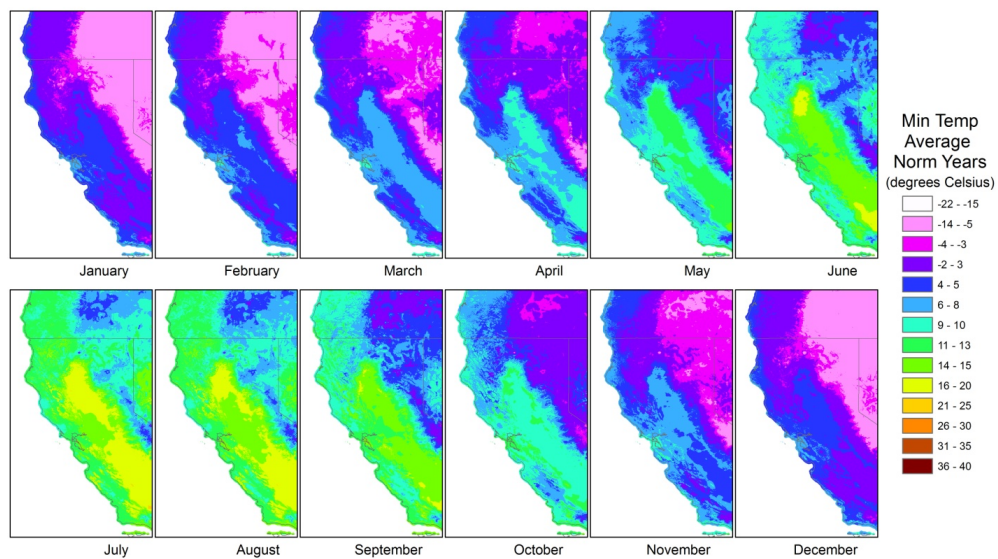 January
February
March
April
May
June
July
August
September
October
November
December
Min Temp
Average
Norm Years
(degrees Celsius)
-22 - -15
-14 - -5
-4 - -3
-2 - 3
4 - 5
6 - 8
9 - 10
11 - 13
14 - 15
16 - 20
21 - 25
26 - 30
31 - 35
36 - 40